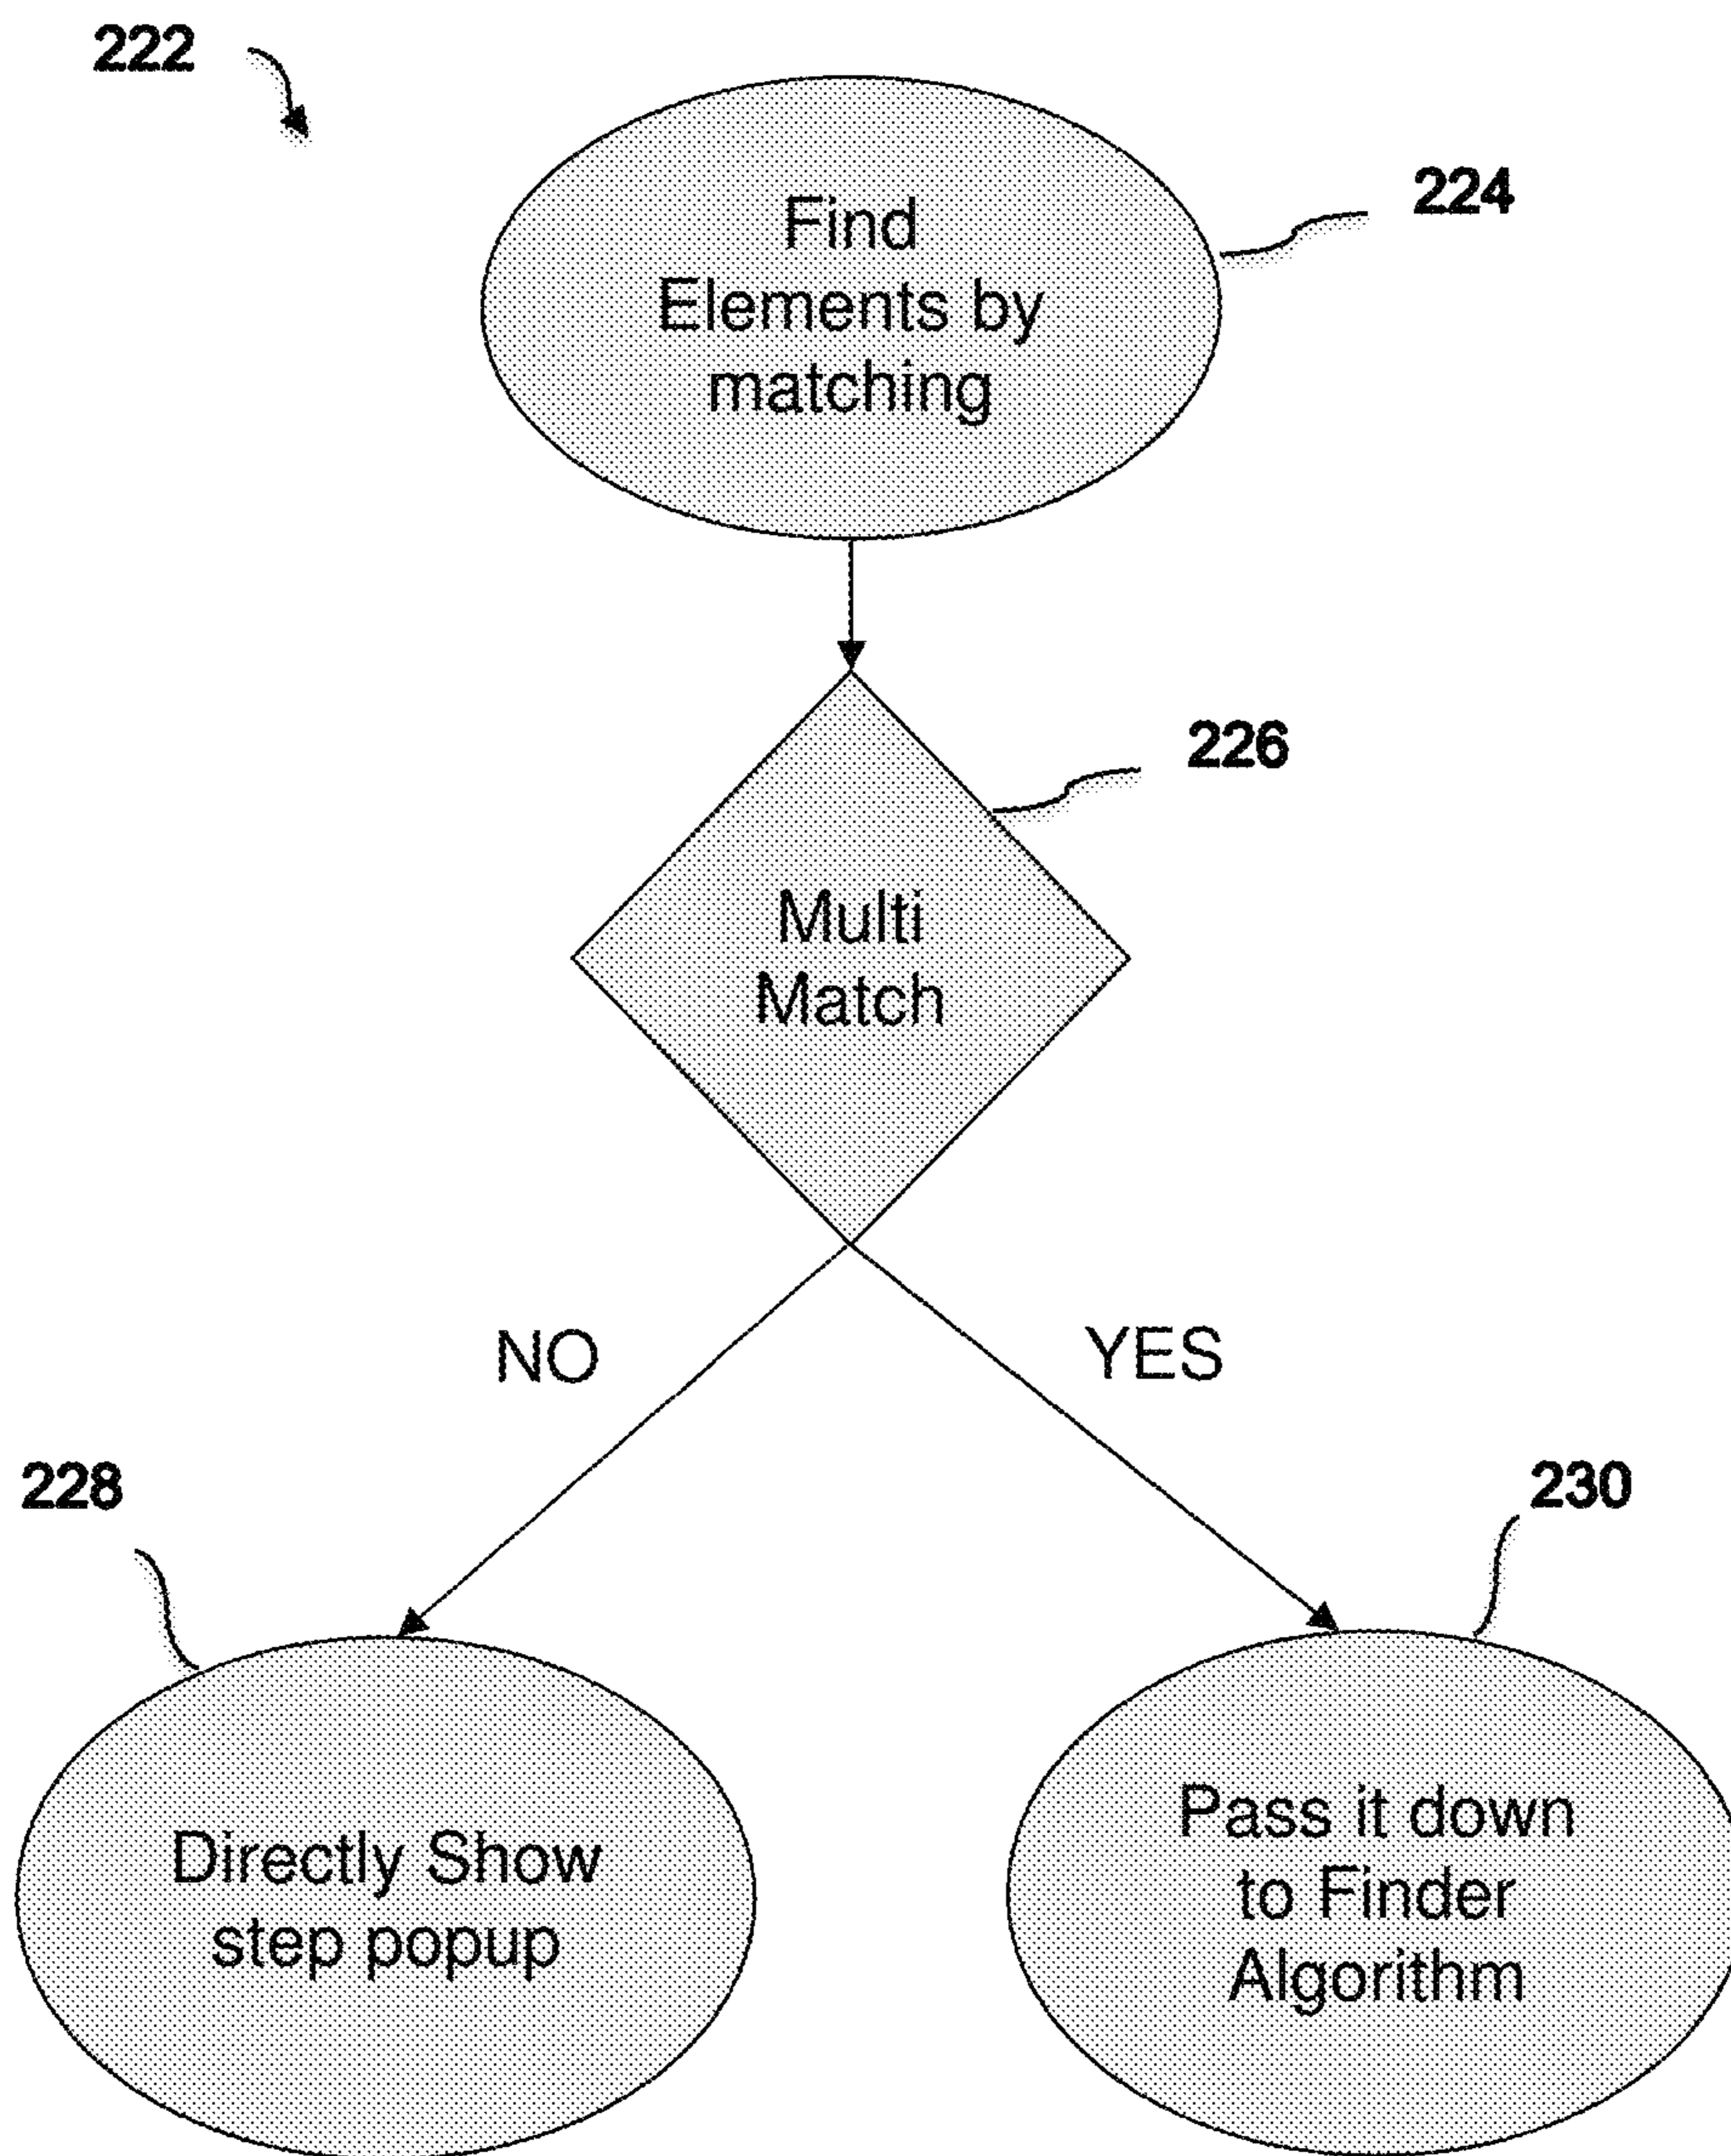 222
224
Find
Elements by
matching
226
Multi
Match
NO
YES
228
230
Directly Show
step popup
Pass it down
to Finder
Algorithm